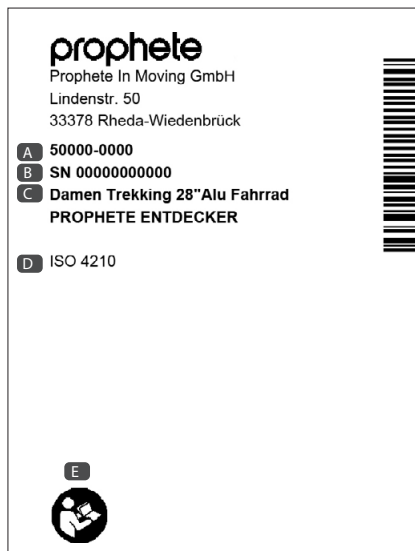 prophete
Prophete In Moving GmbH
Lindenstr. 50
33378 Rheda-Wiedenbrück
A 50000-0000
B SN 00000000000
C Damen Trekking 28"Alu Fahrrad
PROPHETE ENTDECKER
D ISO 4210
E